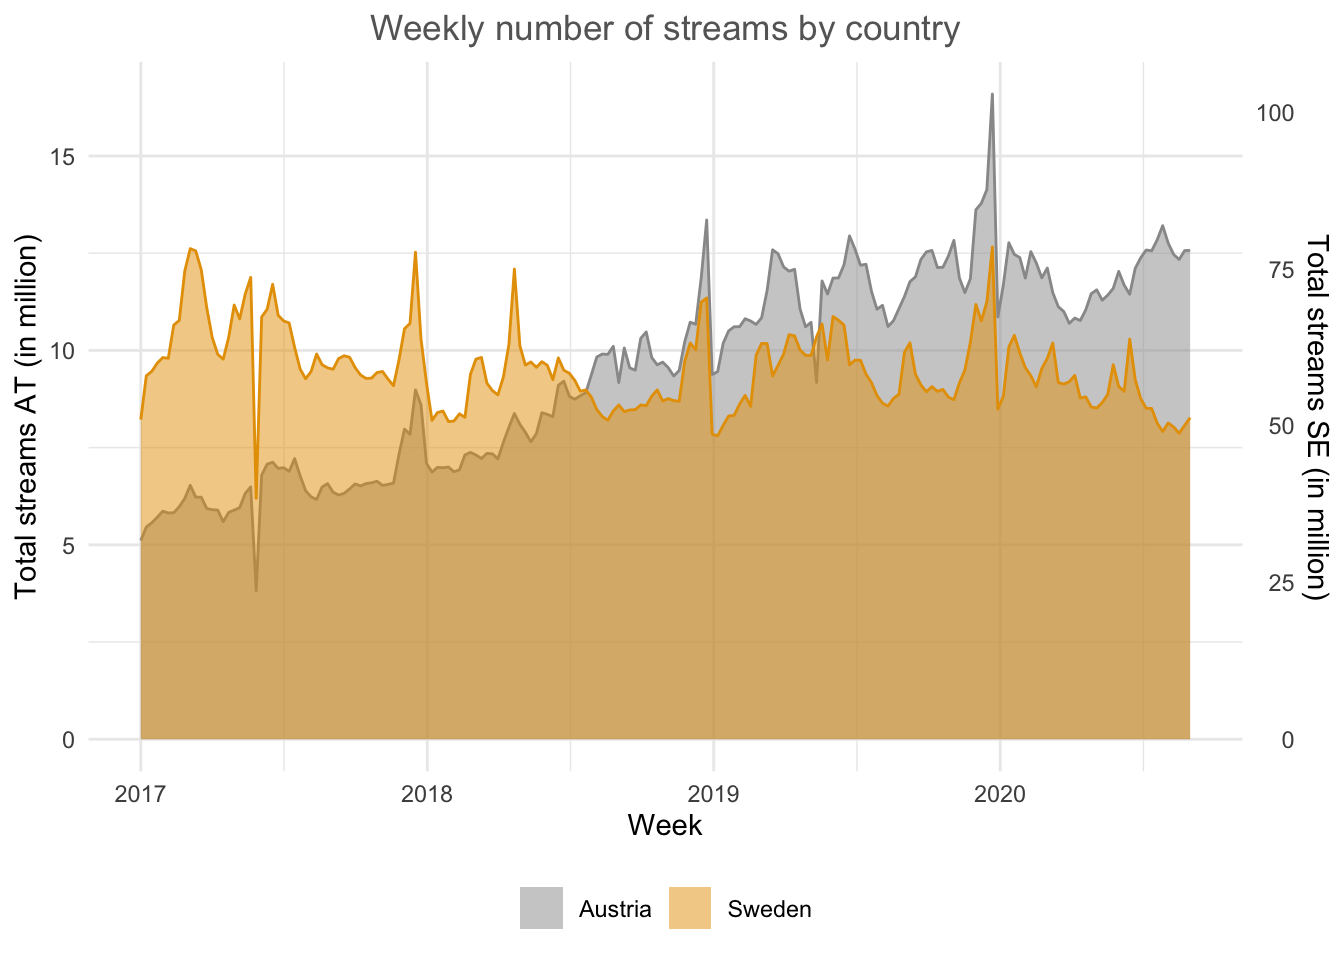 Weekly number of streams by country
Total streams AT (in million)
15
10
5
0
100
75
50
25
0
Total streams SE (in million)
2017 2018 2019 2020
Week
Austria Sweden